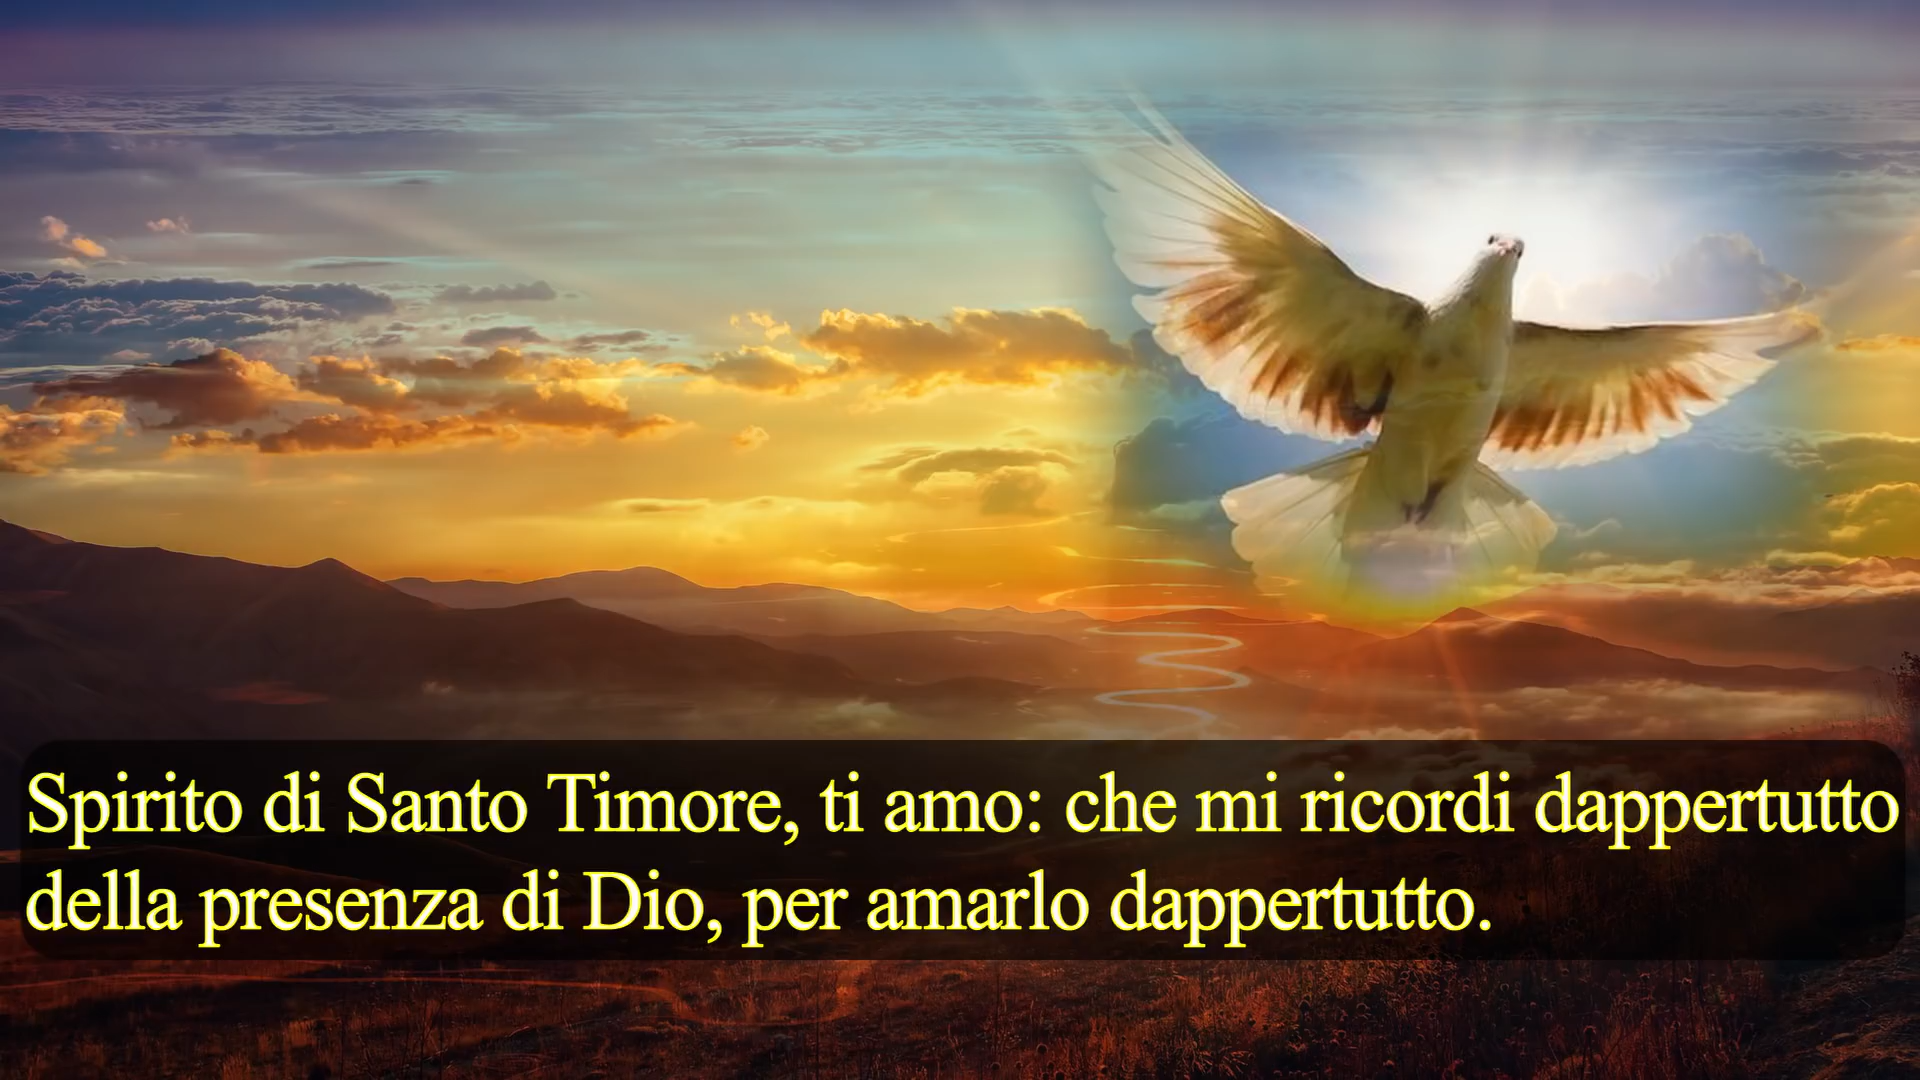 Spirito di Santo Timore, ti amo: che mi ricordi dappertutto
della presenza di Dio, per amarlo dappertutto.